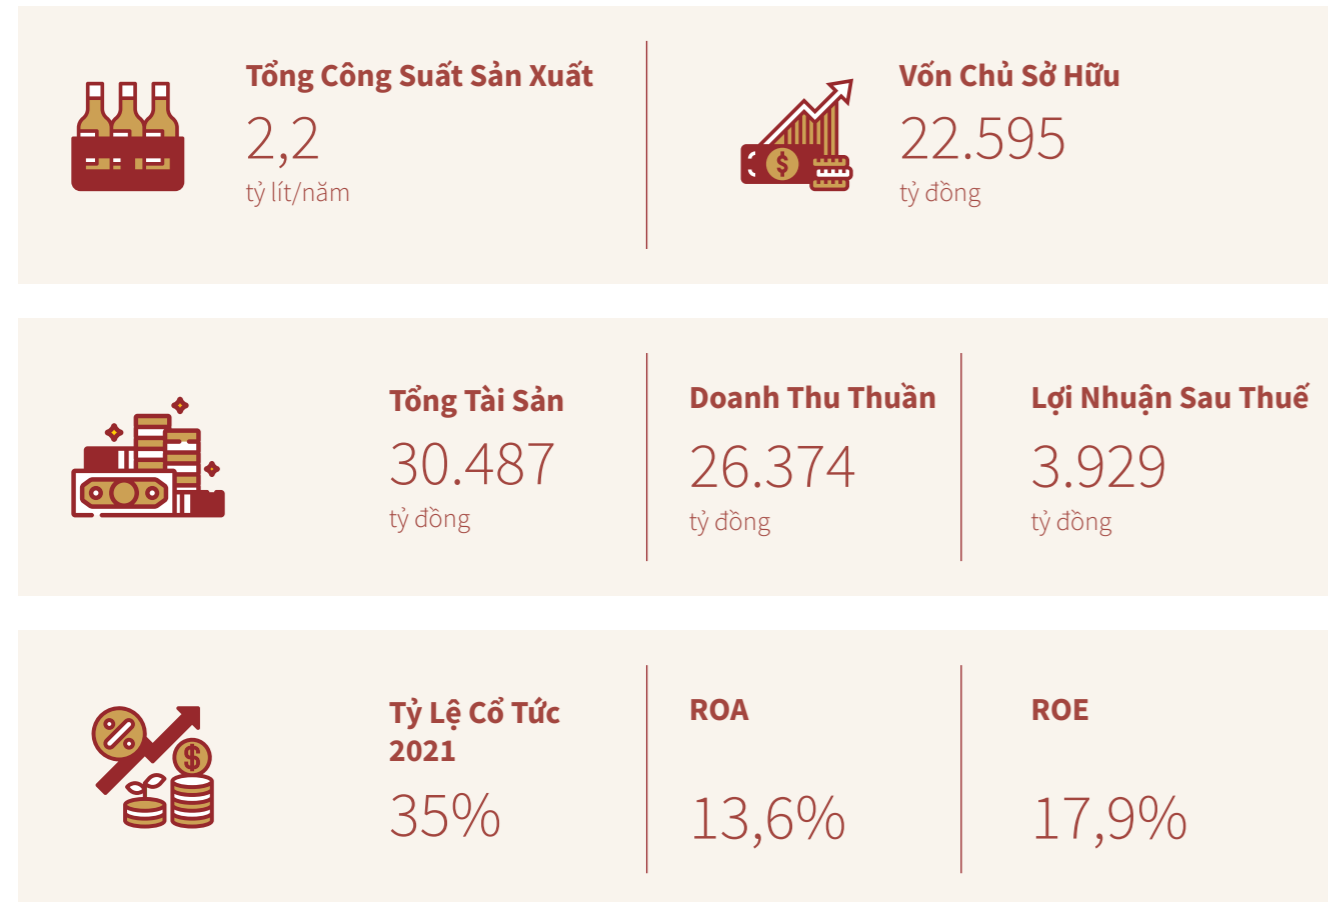 Tổng Công Suất Sản Xuất
2,2
tỷ lít/năm
Vốn Chủ Sở Hữu
22.595
tỷ đồng
Tổng Tài Sản
30.487
tỷ đồng
Doanh Thu Thuần
26.374
tỷ đồng
Lợi Nhuận Sau Thuế
3.929
tỷ đồng
Tỷ Lệ Cổ Tức
2021
35%
ROA
13,6%
ROE
17,9%